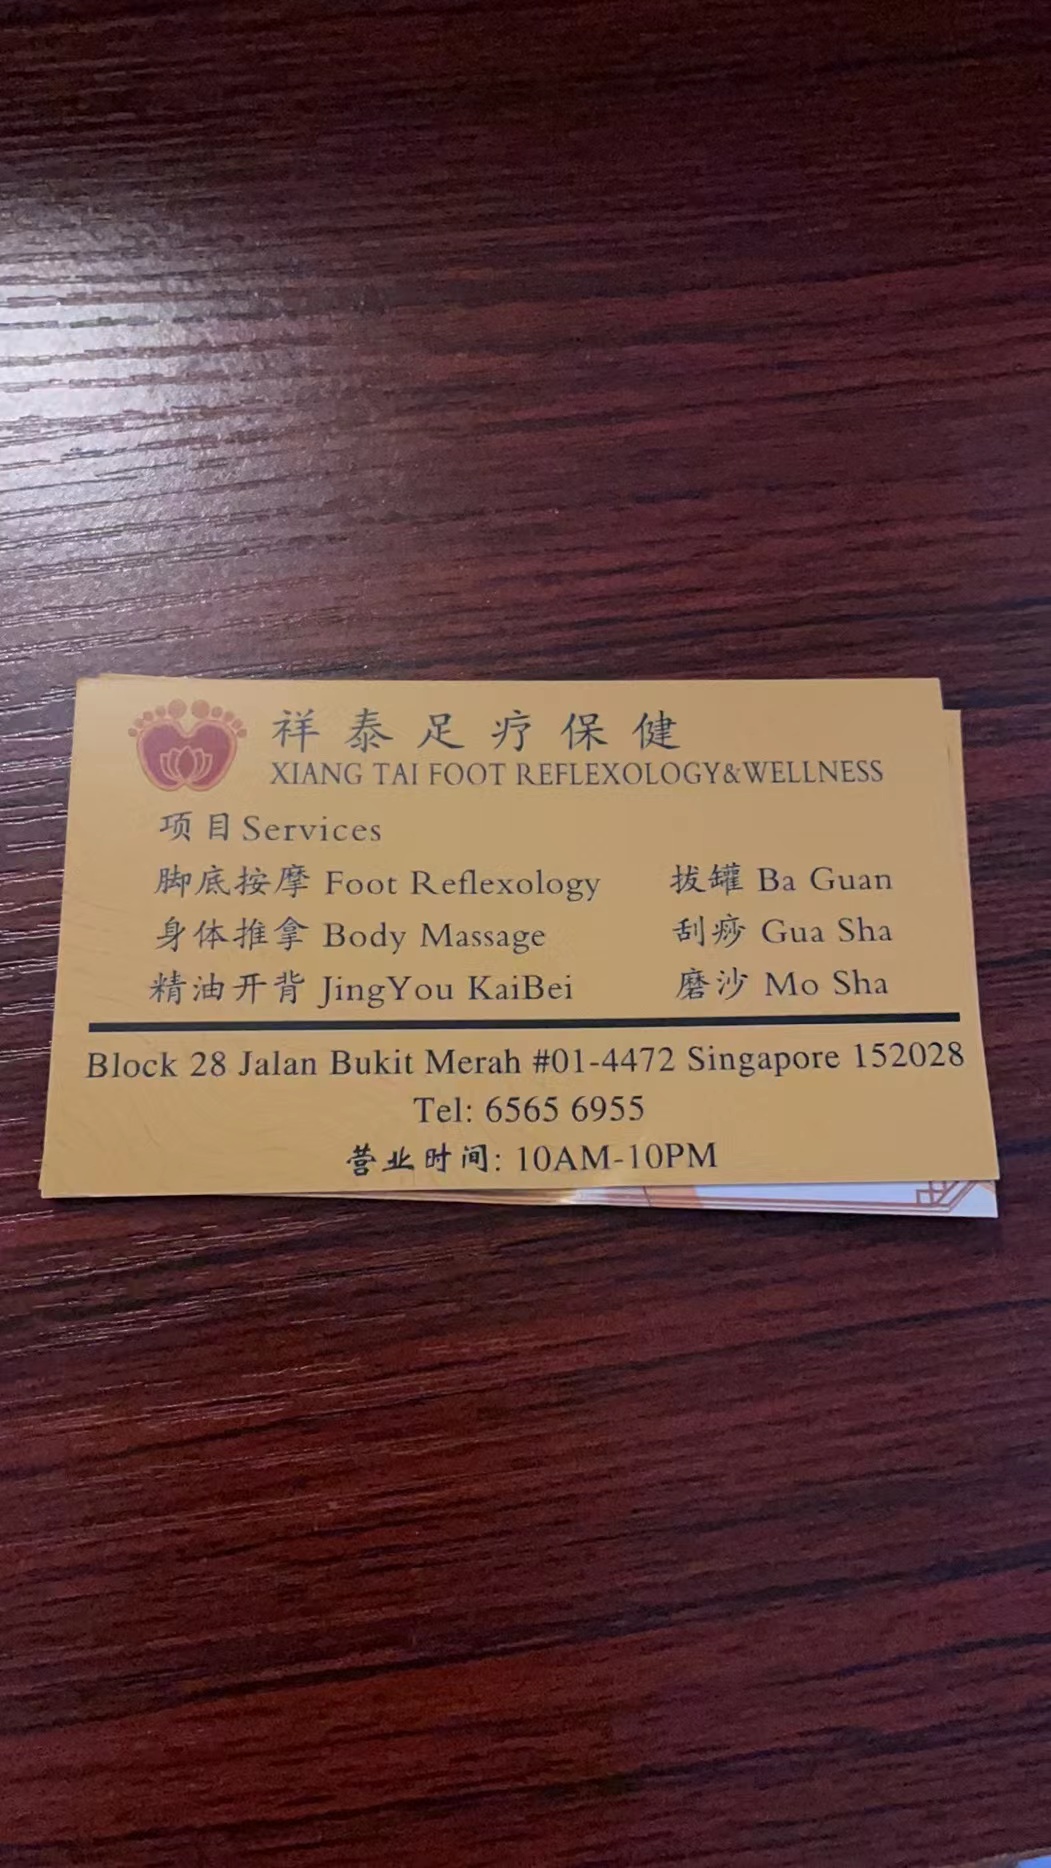 祥泰足疗保健
XIANG TAI FOOT REFLEXOLOGY&WELLNESS
项目Services
脚底按摩 Foot Reflexology 拔罐 Ba Guan
身体推拿 Body Massage 刮痧 Gua Sha
精油开背 JingYou KaiBei 磨沙 Mo Sha
Block 28 Jalan Bukit Merah #01-4472 Singapore 152028
Tel: 6565 6955
营业时间: 10AM-10PM